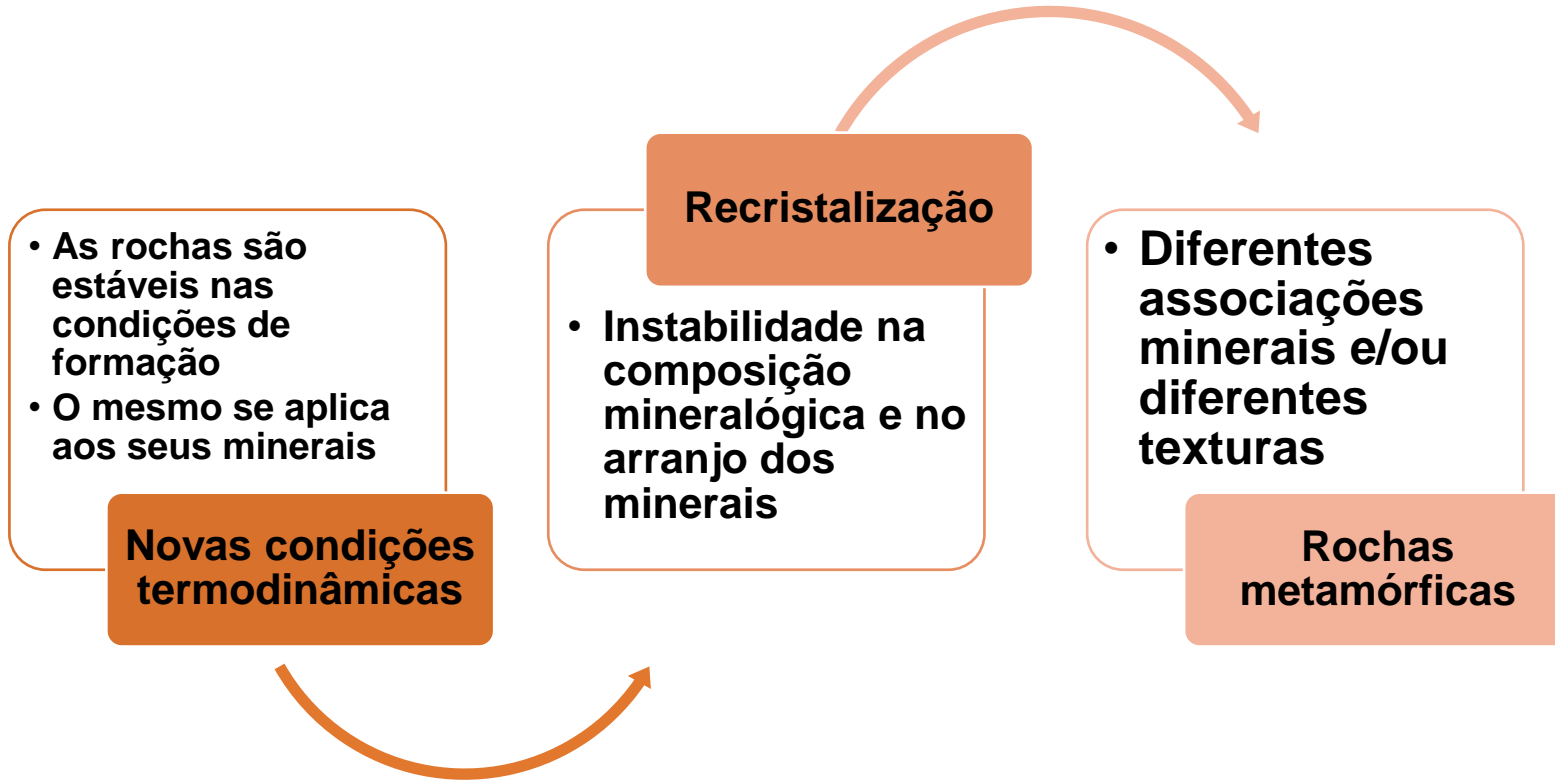 • As rochas são
estáveis nas
condições de
formação
• O mesmo se aplica
aos seus minerais
Novas condições
termodinâmicas
Recristalização
• Instabilidade na
composição
mineralógica e no
arranjo dos
minerais
• Diferentes
associações
minerais e/ou
diferentes
texturas
Rochas
metamórficas